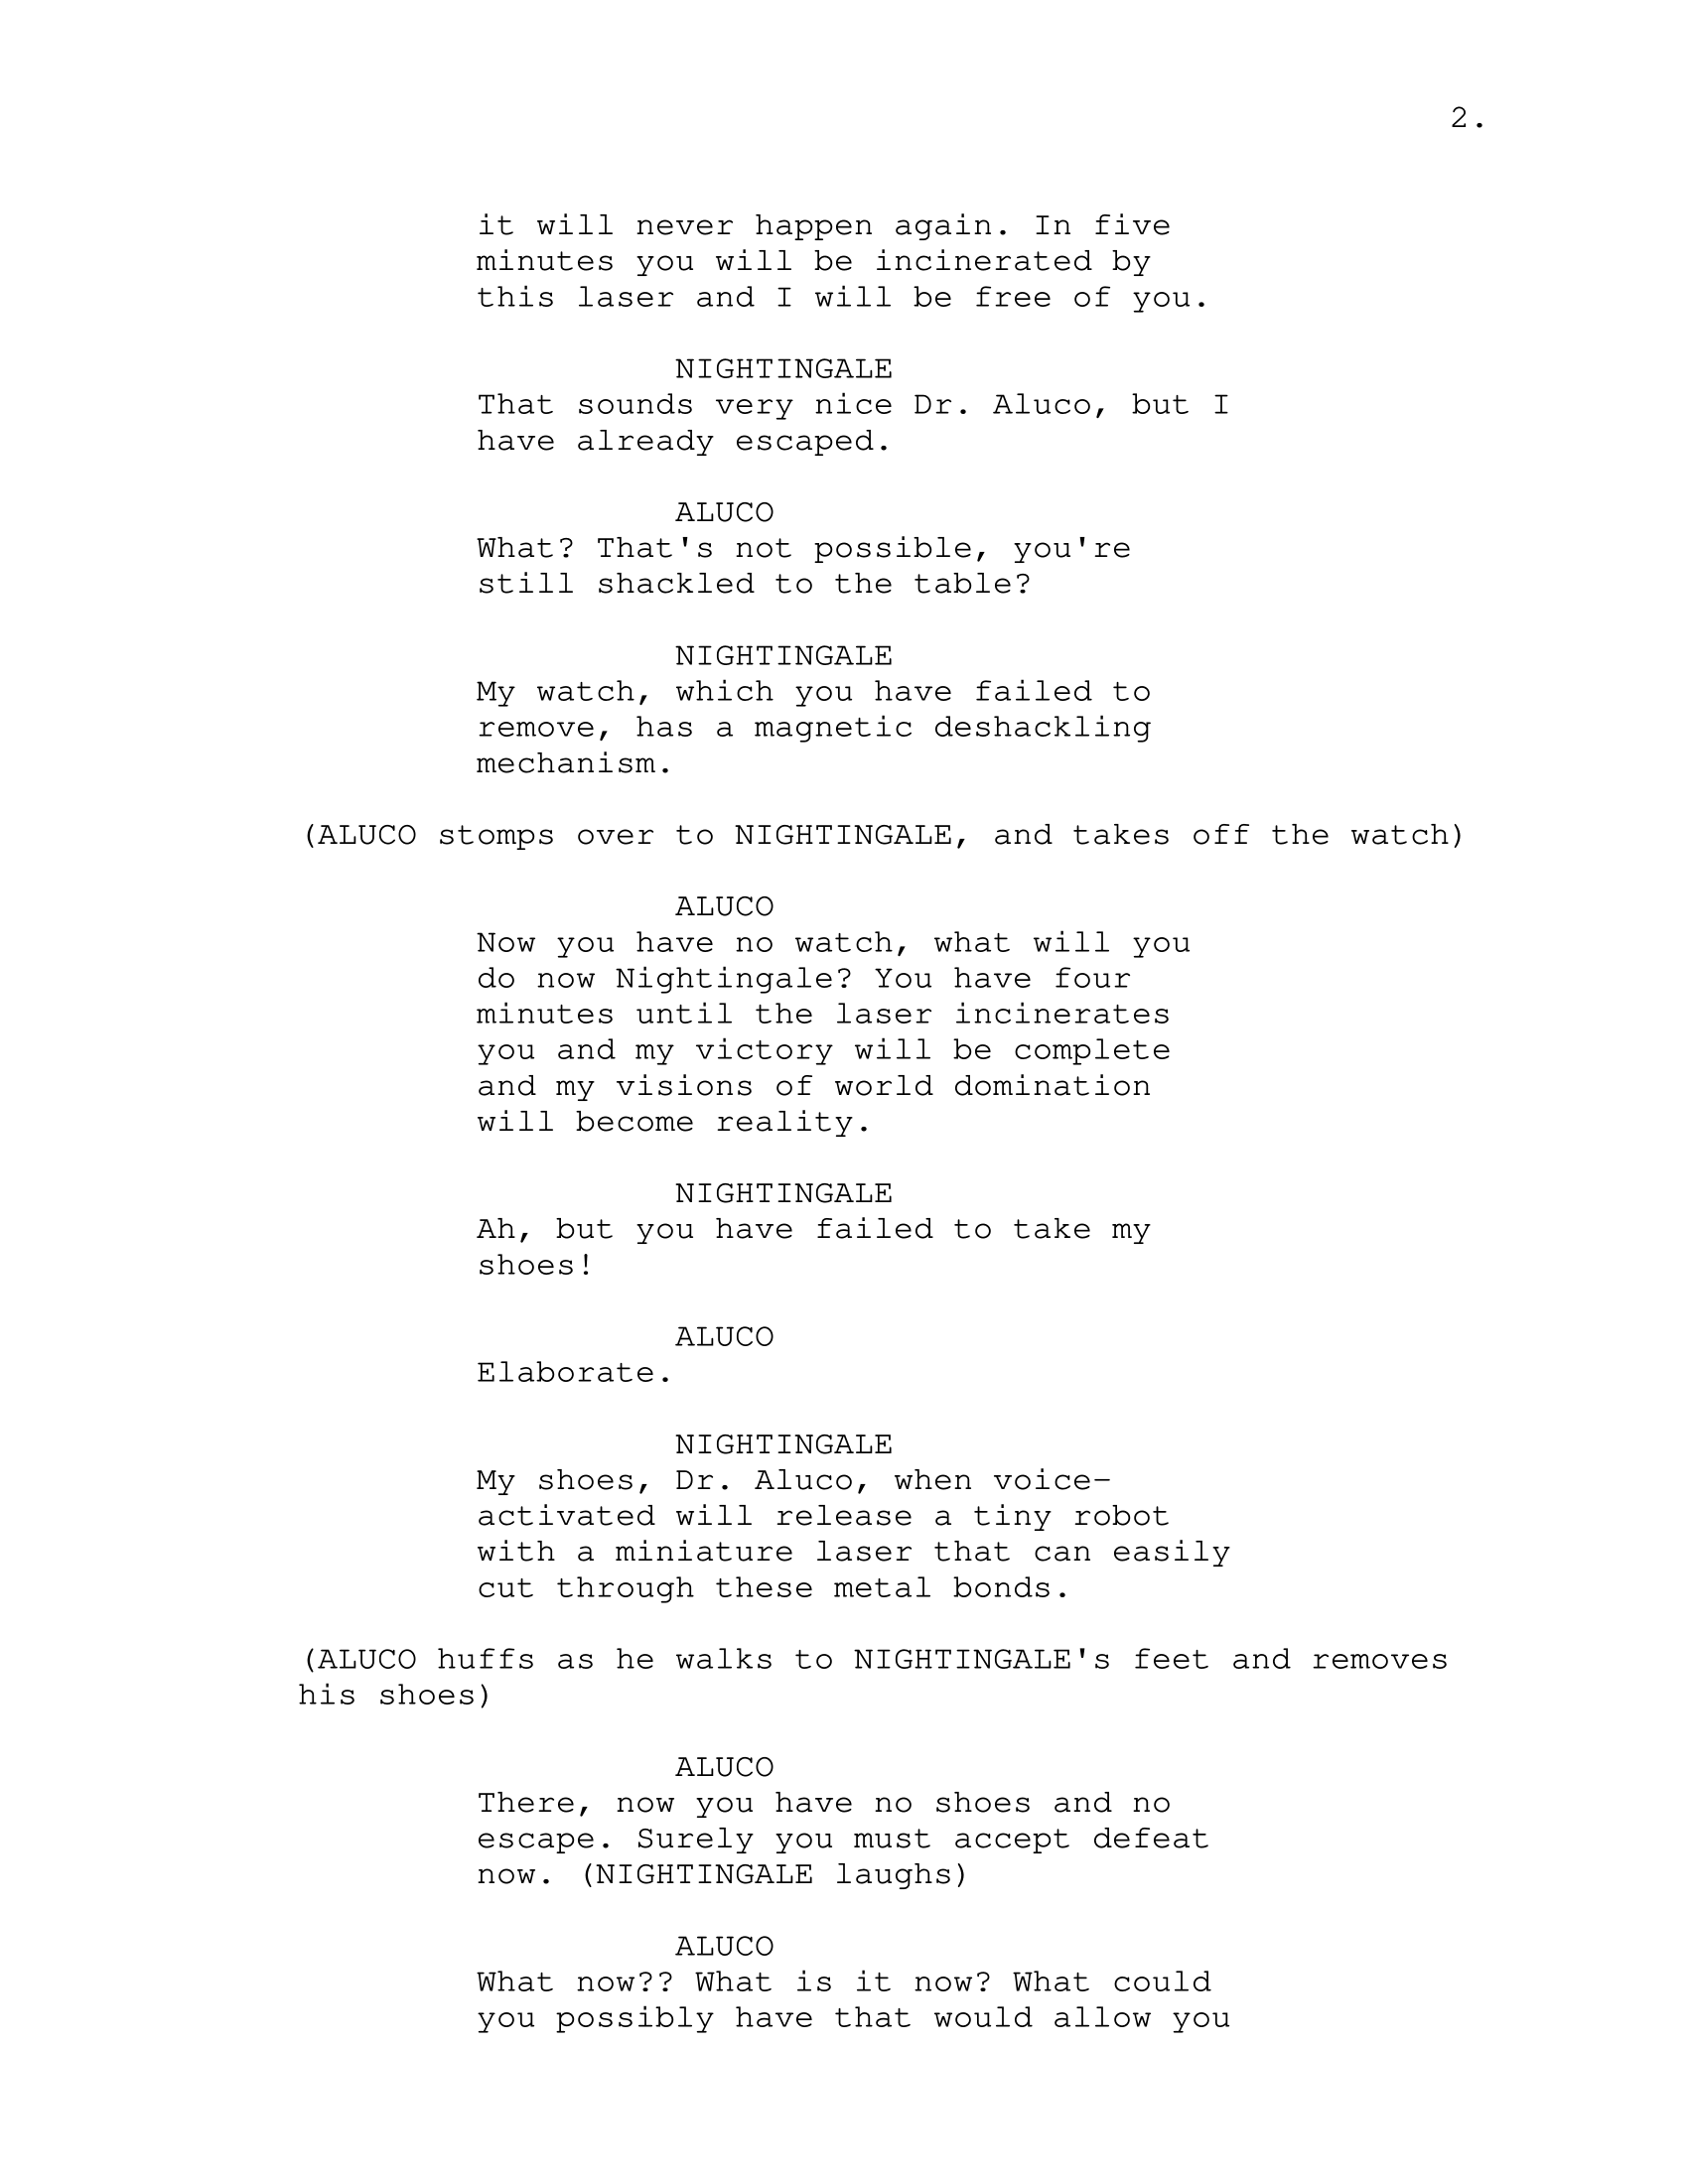 2.
it will never happen again. In five
minutes you will be incinerated by
this laser and I will be free of you.
NIGHTINGALE
That sounds very nice Dr. Aluco, but I
have already escaped.
ALUCO
What? That's not possible, you're
still shackled to the table?
NIGHTINGALE
My watch, which you have failed to
remove, has a magnetic deshackling
mechanism.
(ALUCO stomps over to NIGHTINGALE, and takes off the watch)
ALUCO
Now you have no watch, what will you
do now Nightingale? You have four
minutes until the laser incinerates
you and my victory will be complete
and my visions of world domination
will become reality.
NIGHTINGALE
Ah, but you have failed to take my
shoes!
ALUCO
Elaborate.
NIGHTINGALE
My shoes, Dr. Aluco, when voice-
activated will release a tiny robot
with a miniature laser that can easily
cut through these metal bonds.
(ALUCO huffs as he walks to NIGHTINGALE's feet and removes
his shoes)
ALUCO
There, now you have no shoes and no
escape. Surely you must accept defeat
now. (NIGHTINGALE laughs)
ALUCO
What now?? What is it now? What could
you possibly have that would allow you